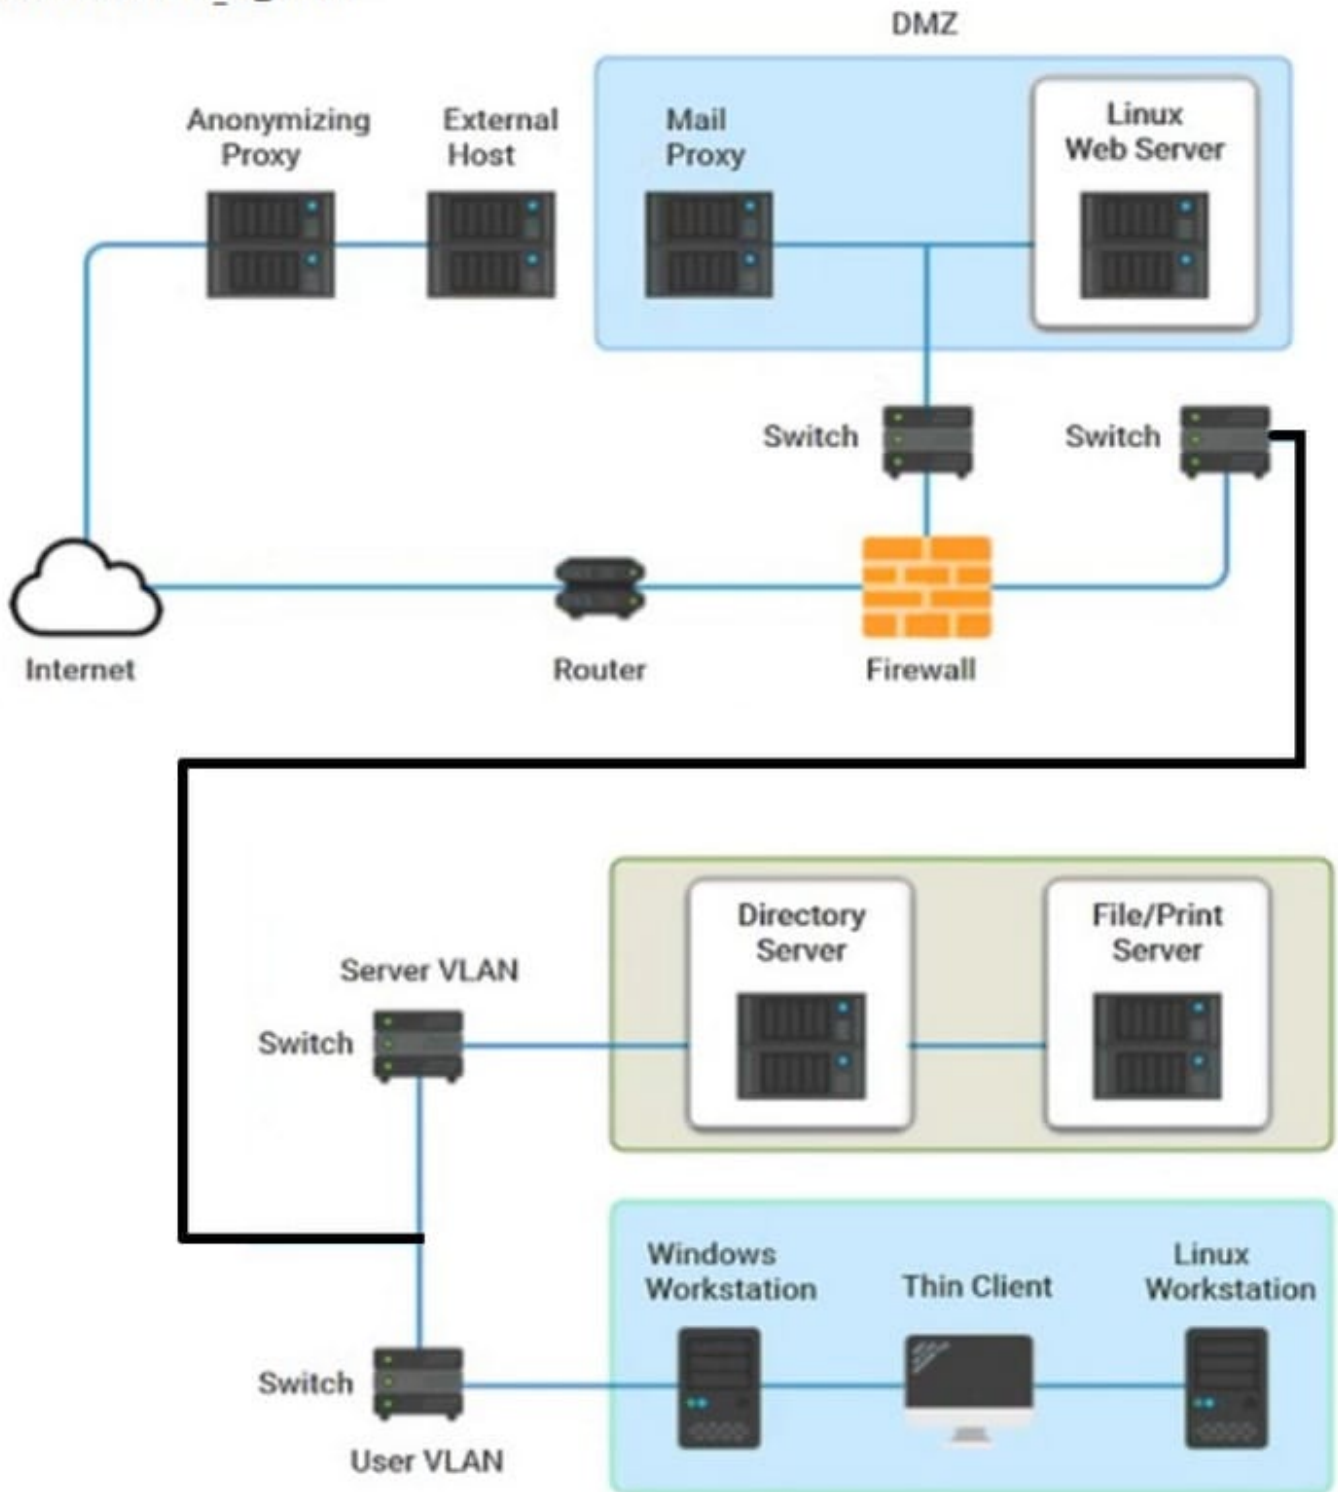 DMZ
Anonymizing
Proxy
External
Host
Mail
Proxy
Linux
Web Server
Switch
Switch
Internet
Router
Firewall
Directory
Server
File/Print
Server
Server VLAN
Switch
Windows
Workstation
Thin Client
Linux
Workstation
Switch
User VLAN